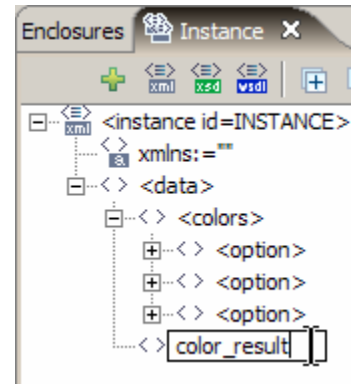 Enclosures Instance
xml xsd wsdl
<instance id=INSTANCE>
xmlns:=""
<data>
<colors>
<option>
<option>
<option>
color_result